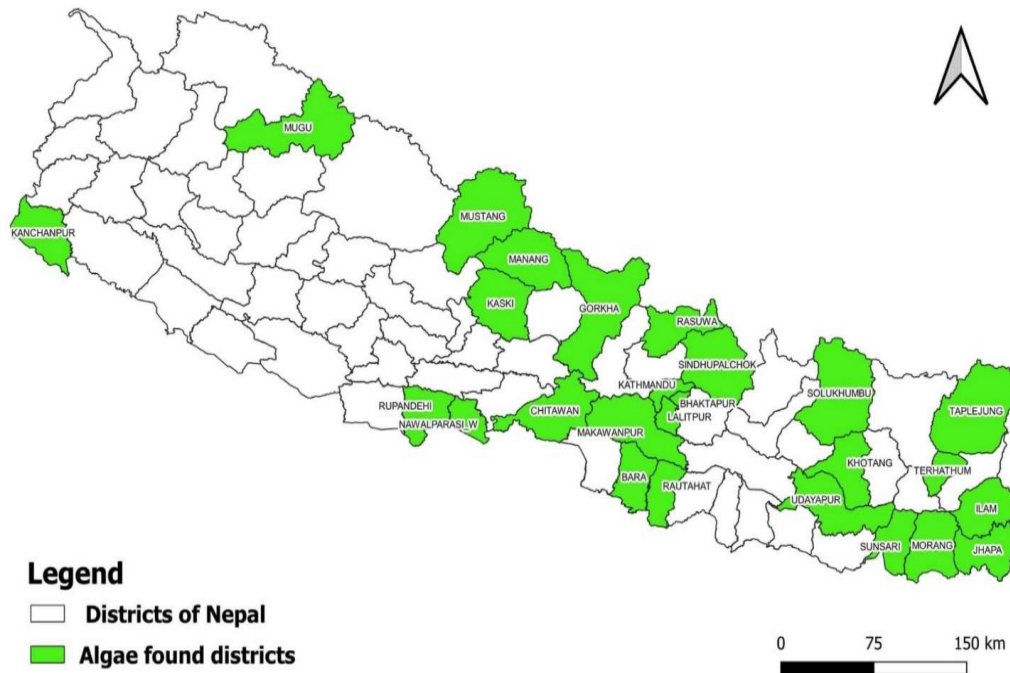 MUGU
KANCHANPUR
MUSTANG
MANANG
KASKI
GORKHA
RASUWA
SINDHUPALCHOK
KATHMANDU
BHAKTAPUR
LALITPUR
SOLUKHUMBU
TAPLEJUNG
RUPANDEHI
NAWALPARASI_W
CHITAWAN
MAKAWANPUR
KHOTANG
TERHATHUM
BARA
RAUTAHAT
UDAYAPUR
ILAM
SUNSARI
MORANG
JHAPA
Legend
Districts of Nepal
Algae found districts
0 75 150 km